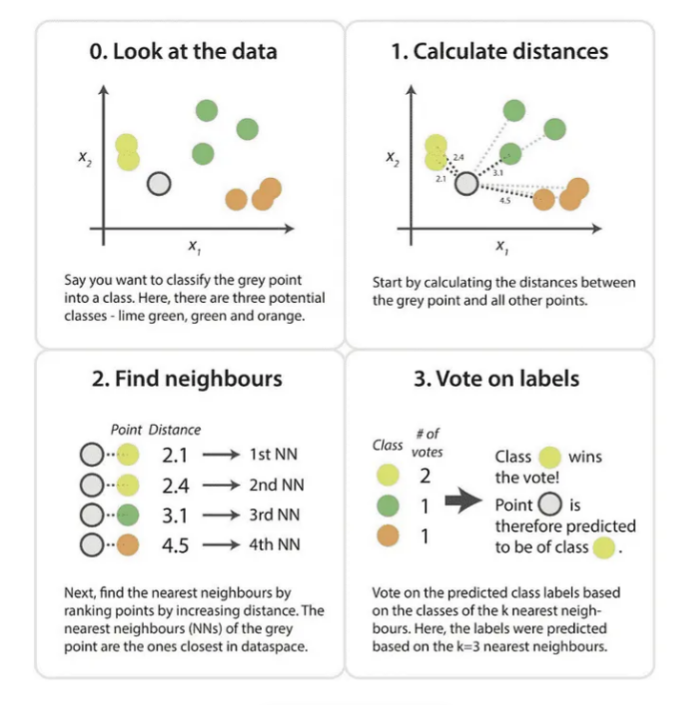 0. Look at the data
X2
X1
Say you want to classify the grey point
into a class. Here, there are three potential
classes - lime green, green and orange.
1. Calculate distances
X2
2.4
2.1
3.1
4.5
X1
Start by calculating the distances between
the grey point and all other points.
2. Find neighbours
Point Distance
2.1 → 1st NN
2.4 → 2nd NN
3.1 → 3rd NN
4.5 → 4th NN
Next, find the nearest neighbours by
ranking points by increasing distance. The
nearest neighbours (NNs) of the grey
point are the ones closest in dataspace.
3. Vote on labels
Class # of
votes
2
1
1
Class wins
the vote!
Point is
therefore predicted
to be of class .
Vote on the predicted class labels based
on the classes of the k nearest neigh-
bours. Here, the labels were predicted
based on the k=3 nearest neighbours.